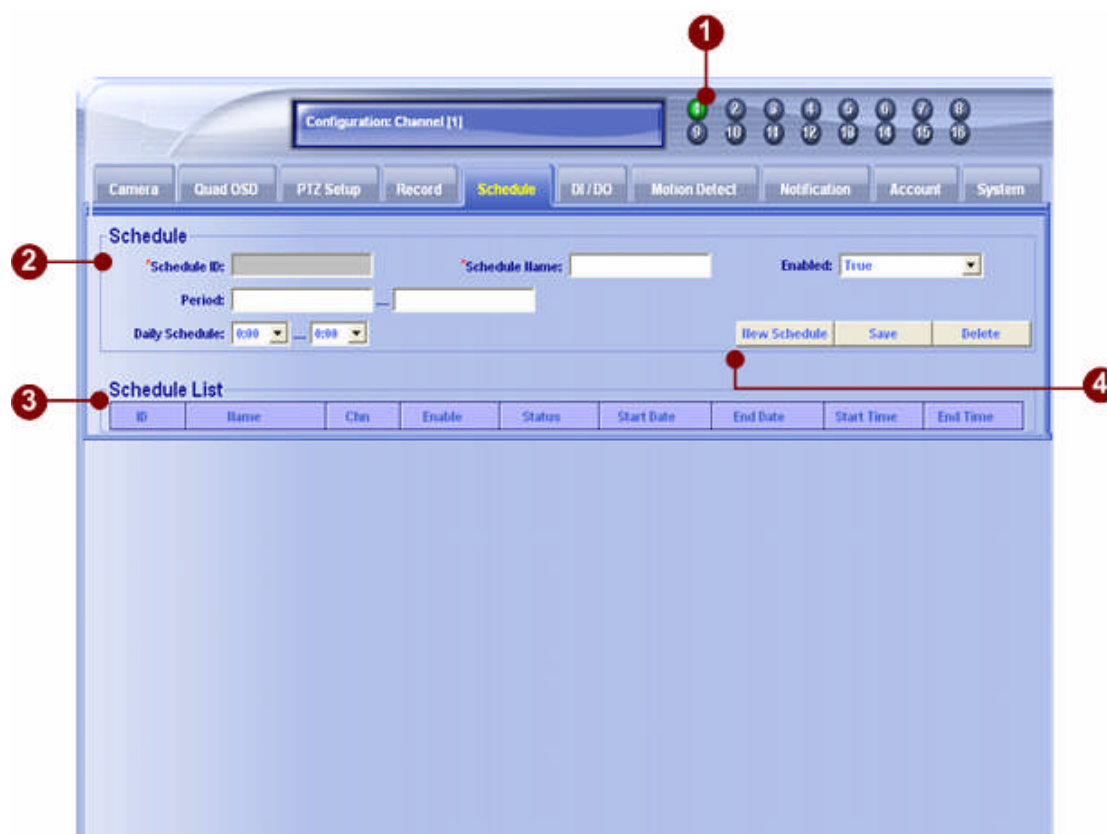 1
Configuration: Channel [1]
1 2 3 4 5 6 7 8
9 10 11 12 13 14 15 16
Camera Quad OSD PTZ Setup Record Schedule DI / DO Motion Detect Notification Account System
Schedule
2
*Schedule ID: *Schedule Name: Enabled: True
Period: ...
Daily Schedule: 0:00 ... 0:00 New Schedule Save Delete
4
Schedule List
3
ID Name Chn Enable Status Start Date End Date Start Time End Time